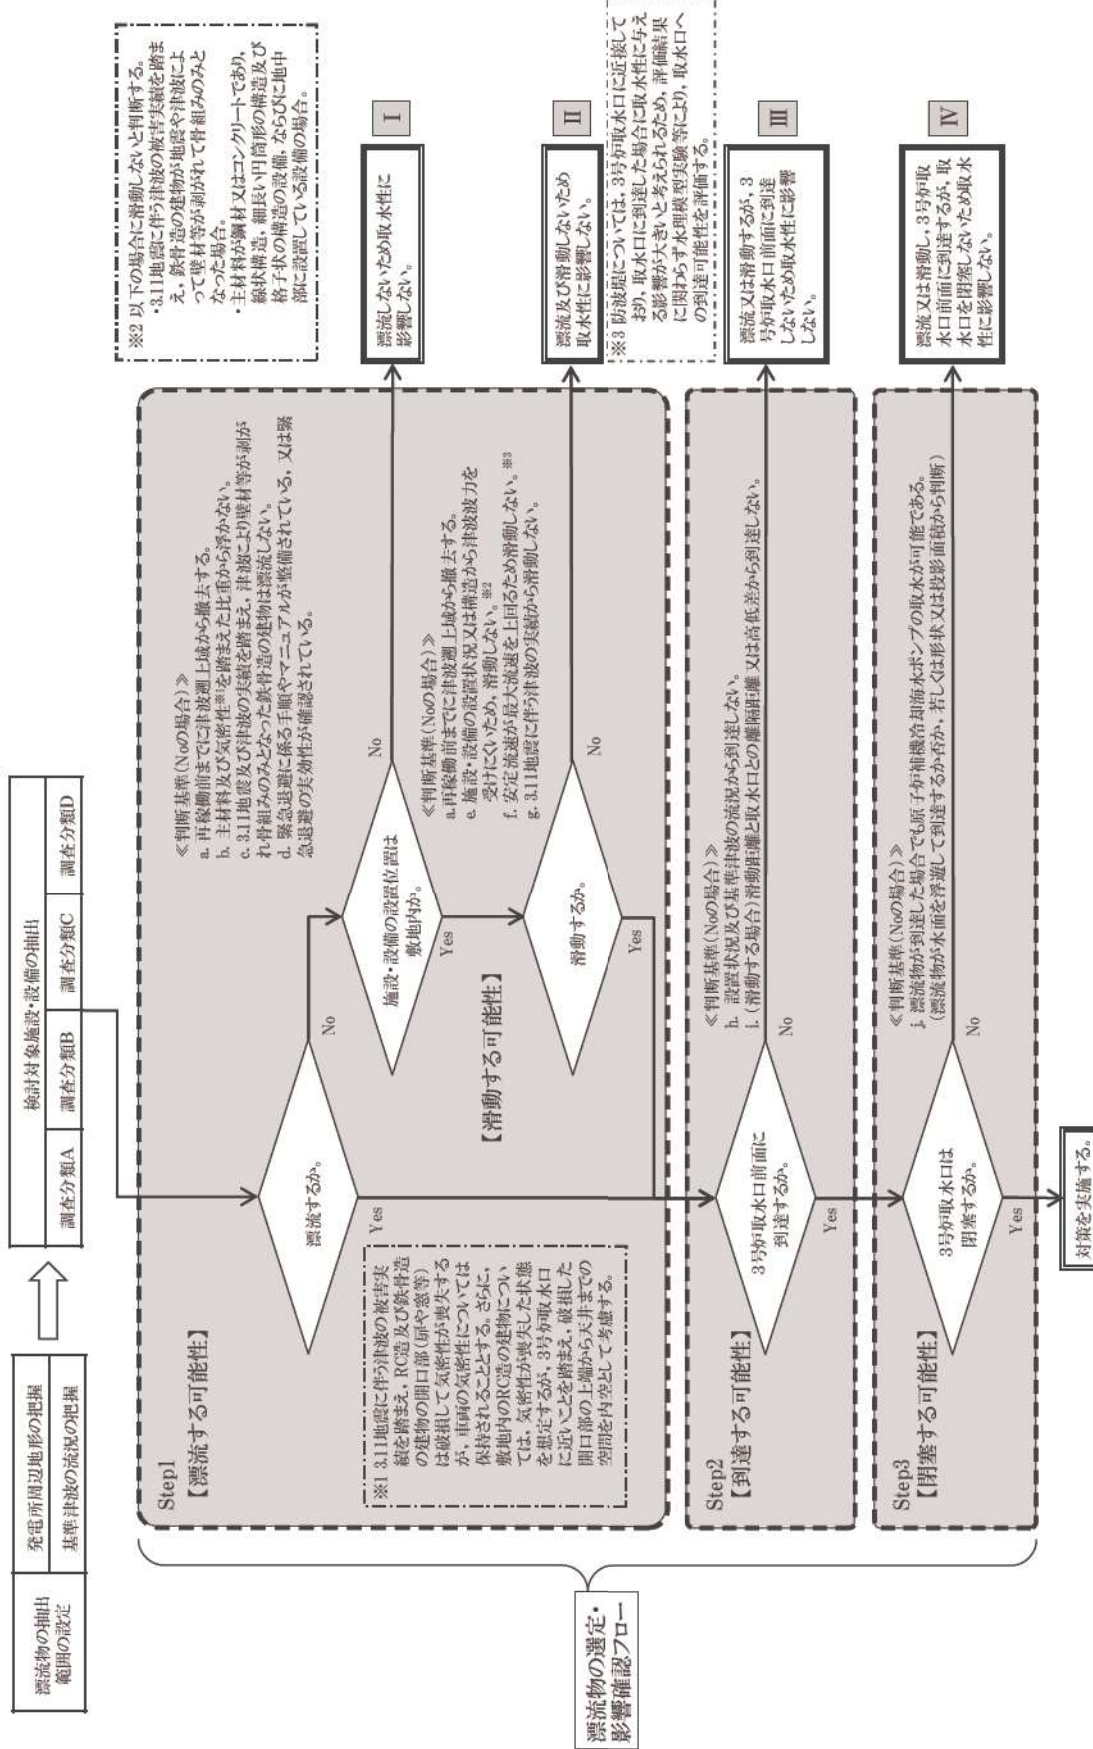 漂流物の抽出
範囲の設定
発電所周辺地形の把握
基準津波の流況の把握
検討対象施設・設備の抽出
調査分類A
調査分類B
調査分類C
調査分類D
漂流物の選定・
影響確認フロー
Step1
【漂流する可能性】
※1 3.11地震に伴う津波の被害実
績を踏まえ，RC造及び鉄骨造
の建物の開口部（扉や窓等）
は破損して気密性が喪失する
が，車両の気密性については
保持されることとする。さらに，
敷地内のRC造の建物につい
ては，気密性が喪失した状態
を想定するが，3号炉取水口
に近いことを踏まえ，破損した
開口部の上端から天井までの
空間を内空として考慮する。
漂流するか。
No
Yes
≪判断基準(Noの場合)≫
a. 再稼働前までに津波遡上域から撤去する。
b. 主材料及び気密性※1を踏まえた比重から浮かない。
c. 3.11地震及び津波の実績を踏まえ，津波により壁材等が剥が
れ骨組みのみとなった鉄骨造の建物は漂流しない。
d. 緊急退避に係る手順やマニュアルが整備されている，又は緊
急退避の実効性が確認されている。
施設・設備の設置位置は
敷地内か。
No
Yes
【滑動する可能性】
≪判断基準(Noの場合)≫
a. 再稼働前までに津波遡上域から撤去する。
e. 施設・設備の設置状況又は構造から津波波力を
受けにくいため，滑動しない。※2
f. 安定流速が最大流速を上回るため滑動しない。※3
g. 3.11地震に伴う津波の実績から滑動しない。
滑動するか。
No
Yes
※2 以下の場合に滑動しないと判断する。
・3.11地震に伴う津波の被害実績を踏ま
え，鉄骨造の建物が地震や津波によ
って壁材等が剥がれて骨組みのみと
なった場合。
・主材料が鋼材又はコンクリートであり，
線状構造，細長い円筒形の構造及び
格子状の構造の設備，ならびに地中
部に設置している設備の場合。
漂流しないため取水性に
影響しない。
I
漂流及び滑動しないため
取水性に影響しない。
II
※3 防波堤については，3号炉取水口に近接して
おり，取水口に到達した場合に取水性に与え
る影響が大きいと考えられるため，評価結果
に関わらず水理模型実験等により，取水口へ
の到達可能性を評価する。
Step2
【到達する可能性】
3号炉取水口前面に
到達するか。
No
Yes
≪判断基準(Noの場合)≫
h. 設置状況及び基準津波の流況から到達しない。
i. （滑動する場合）滑動距離と取水口との離隔距離又は高低差から到達しない。
漂流又は滑動するが，3
号炉取水口前面に到達
しないため取水性に影響
しない。
III
Step3
【閉塞する可能性】
3号炉取水口は
閉塞するか。
No
Yes
≪判断基準(Noの場合)≫
j. 漂流物が到達した場合でも原子炉補機冷却海水ポンプの取水が可能である。
(漂流物が水面を浮遊して到達するか否か，若しくは形状又は投影面積から判断)
漂流又は滑動し，3号炉取
水口前面に到達するが，取
水口を閉塞しないため取水
性に影響しない。
IV
対策を実施する。